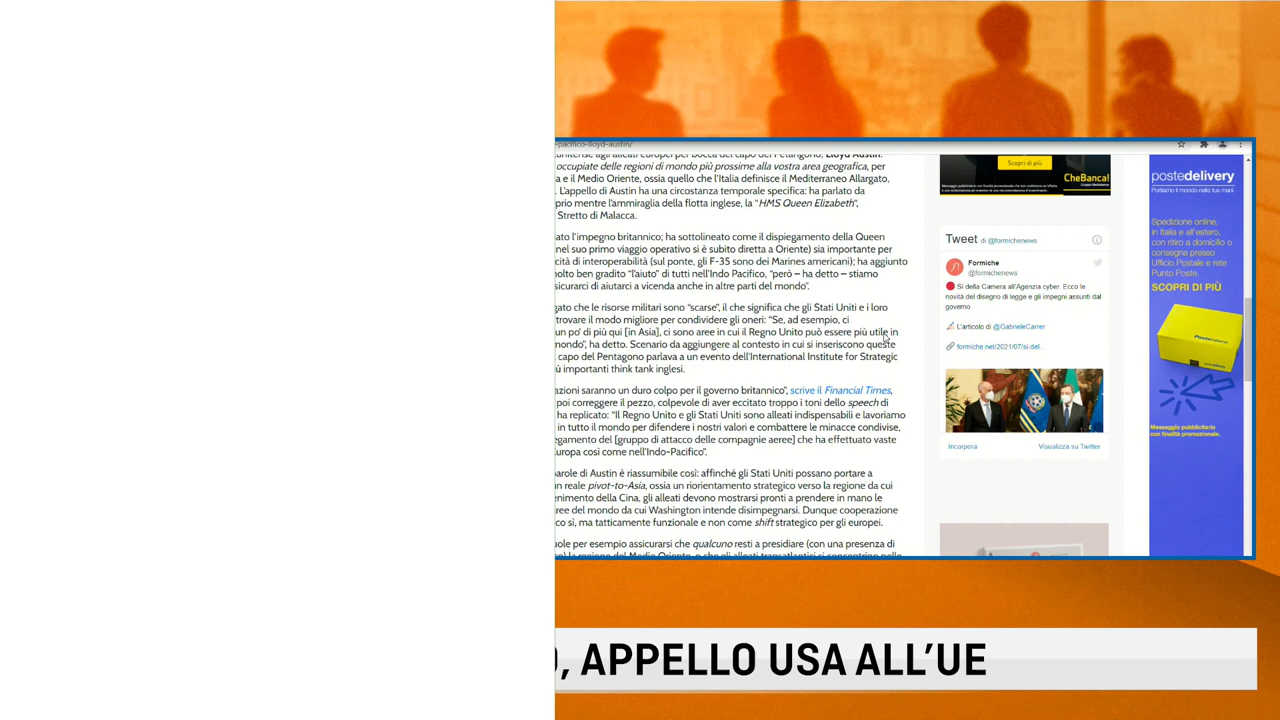 -pacifico-lloyd-austin/
occupiate delle regioni di mondo più prossime alla vostra area geografica, per
a e il Medio Oriente, ossia quello che l'Italia definisce il Mediterraneo Allargato,
. L'appello di Austin ha una circostanza temporale specifica: ha parlato da
prio mentre l'ammiraglia della flotta inglese, la "HMS Queen Elizabeth",
Stretto di Malacca.
ato l'impegno britannico; ha sottolineato come il dispiegamento della Queen
nel suo primo viaggio operativo si è subito diretta a Oriente) sia importante per
cità di interoperabilità (sul ponte, gli F-35 sono dei Marines americani); ha aggiunto
olto ben gradito "l'aiuto" di tutti nell'Indo Pacifico, "però – ha detto – stiamo
sicurarci di aiutarci a vicenda anche in altre parti del mondo".
gato che le risorse militari sono "scarse", il che significa che gli Stati Uniti e i loro
trovare il modo migliore per condividere gli oneri: "Se, ad esempio, ci
un po' di più qui [in Asia], ci sono aree in cui il Regno Unito può essere più utile in
mondo", ha detto. Scenario da aggiungere al contesto in cui si inseriscono queste
capo del Pentagono parlava a un evento dell'International Institute for Strategic
ù importanti think tank inglesi.
azioni saranno un duro colpo per il governo britannico", scrive il Financial Times,
poi correggere il pezzo, colpevole di aver eccitato troppo i toni dello speech di
ha replicato: "Il Regno Unito e gli Stati Uniti sono alleati indispensabili e lavoriamo
in tutto il mondo per difendere i nostri valori e combattere le minacce condivise,
egamento del [gruppo di attacco delle compagnie aeree] che ha effettuato vaste
uropa così come nell'Indo-Pacifico".
parole di Austin è riassumibile così: affinché gli Stati Uniti possano portare a
n reale pivot-to-Asia, ossia un riorientamento strategico verso la regione da cui
enimento della Cina, gli alleati devono mostrarsi pronti a prendere in mano le
ree del mondo da cui Washington intende disimpegnarsi. Dunque cooperazione
co sì, ma tatticamente funzionale e non come shift strategico per gli europei.
uole per esempio assicurarsi che qualcuno resti a presidiare (con una presenza di
Scopri di più
CheBanca!
Tweet di @formichenews
Formiche
@formichenews
Sì della Camera all'Agenzia cyber. Ecco le
novità del disegno di legge e gli impegni assunti dal
governo
L'articolo di @GabrieleCarrer
formiche.net/2021/07/si-del...
Incorpora
Visualizza su Twitter
postedelivery
Portiamo il mondo nelle tue mani.
Spedizione online,
in Italia e all'estero,
con ritiro a domicilio o
consegna presso
Ufficio Postale e rete
Punto Poste.
SCOPRI DI PIÙ
Messaggio pubblicitario
con finalità promozionale.
, APPELLO USA ALL'UE